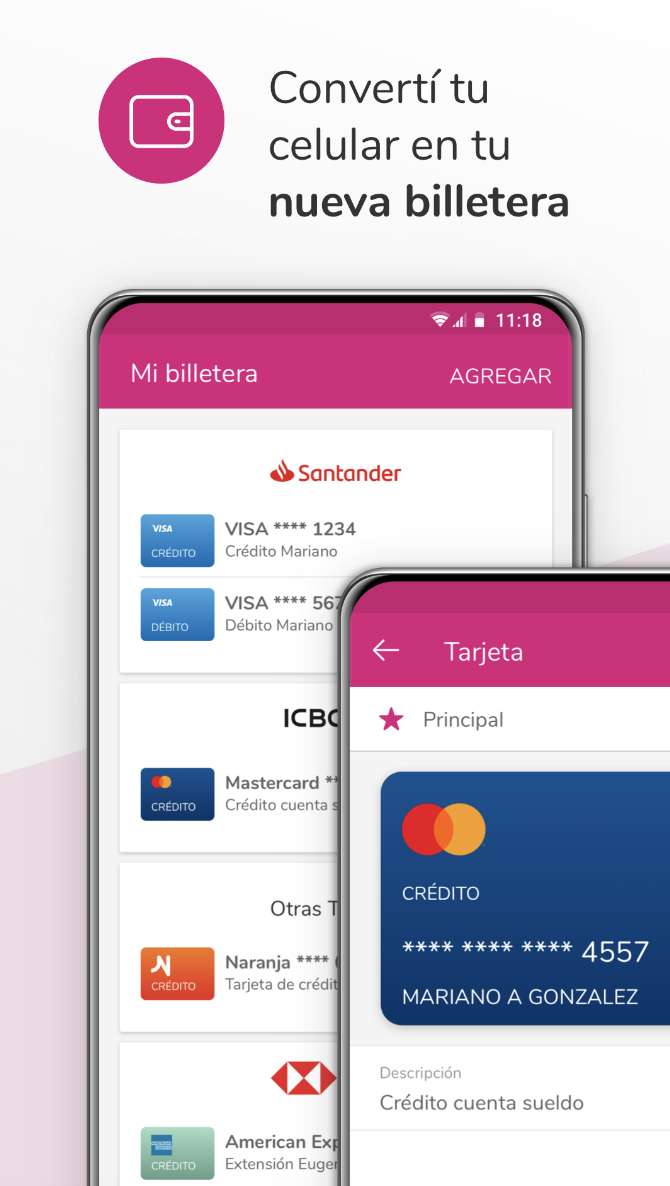 Convertí tu
celular en tu
nueva billetera
11:18
Mi billetera
AGREGAR
Santander
VISA
CRÉDITO
VISA **** 1234
Crédito Mariano
VISA
DÉBITO
VISA **** 567
Débito Mariano
ICBC
CRÉDITO
Mastercard **
Crédito cuenta s
Otras T
CRÉDITO
Naranja ****
Tarjeta de crédit
CRÉDITO
American Exp
Extensión Euger
Tarjeta
Principal
CRÉDITO
**** **** **** 4557
MARIANO A GONZALEZ
Descripción
Crédito cuenta sueldo